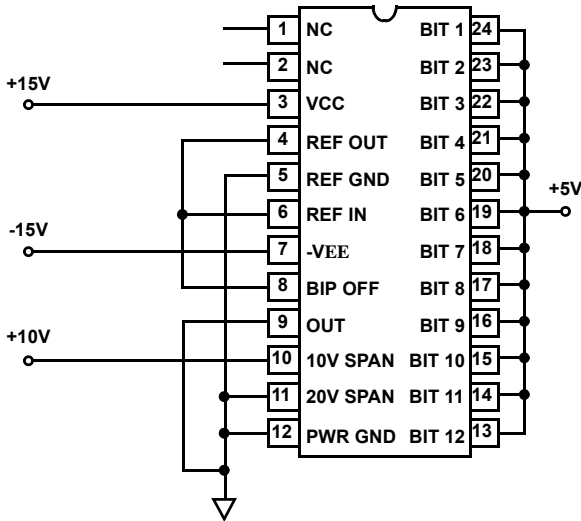 1 NC BIT 1 24
2 NC BIT 2 23
+15V
3 VCC BIT 3 22
4 REF OUT BIT 4 21
5 REF GND BIT 5 20
+5V
6 REF IN BIT 6 19
-15V
7 -VEE BIT 7 18
8 BIP OFF BIT 8 17
9 OUT BIT 9 16
+10V
10 10V SPAN BIT 10 15
11 20V SPAN BIT 11 14
12 PWR GND BIT 12 13